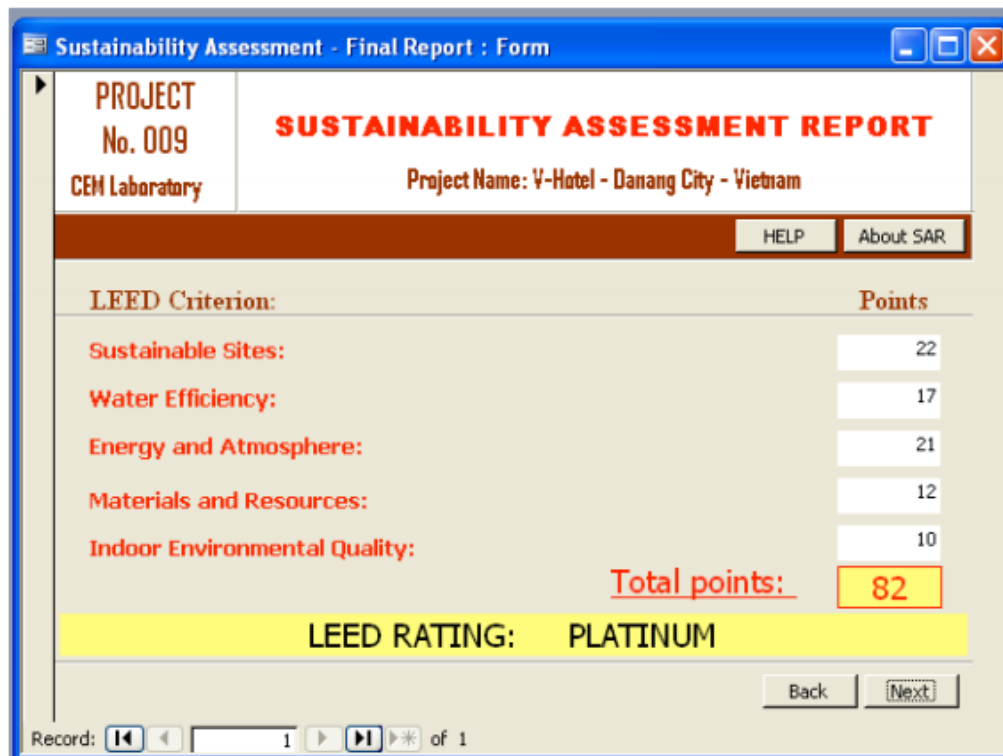 Sustainability Assessment - Final Report : Form
PROJECT
No. 009
CEM Laboratory
SUSTAINABILITY ASSESSMENT REPORT
Project Name: V-Hotel - Danang City - Vietnam
HELP About SAR
LEED Criterion: Points
Sustainable Sites: 22
Water Efficiency: 17
Energy and Atmosphere: 21
Materials and Resources: 12
Indoor Environmental Quality: 10
Total points: 82
LEED RATING: PLATINUM
Back Next
Record: 1 of 1